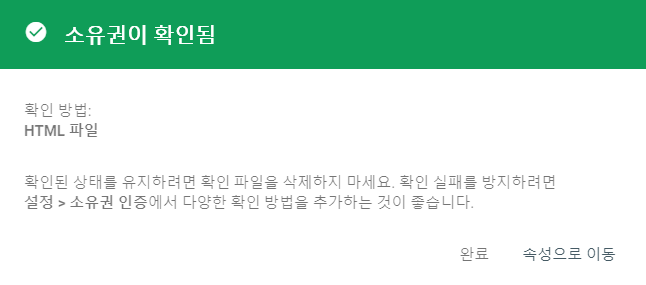 소유권이 확인됨
확인 방법:
HTML 파일
확인된 상태를 유지하려면 확인 파일을 삭제하지 마세요. 확인 실패를 방지하려면
설정 > 소유권 인증에서 다양한 확인 방법을 추가하는 것이 좋습니다.
완료 속성으로 이동